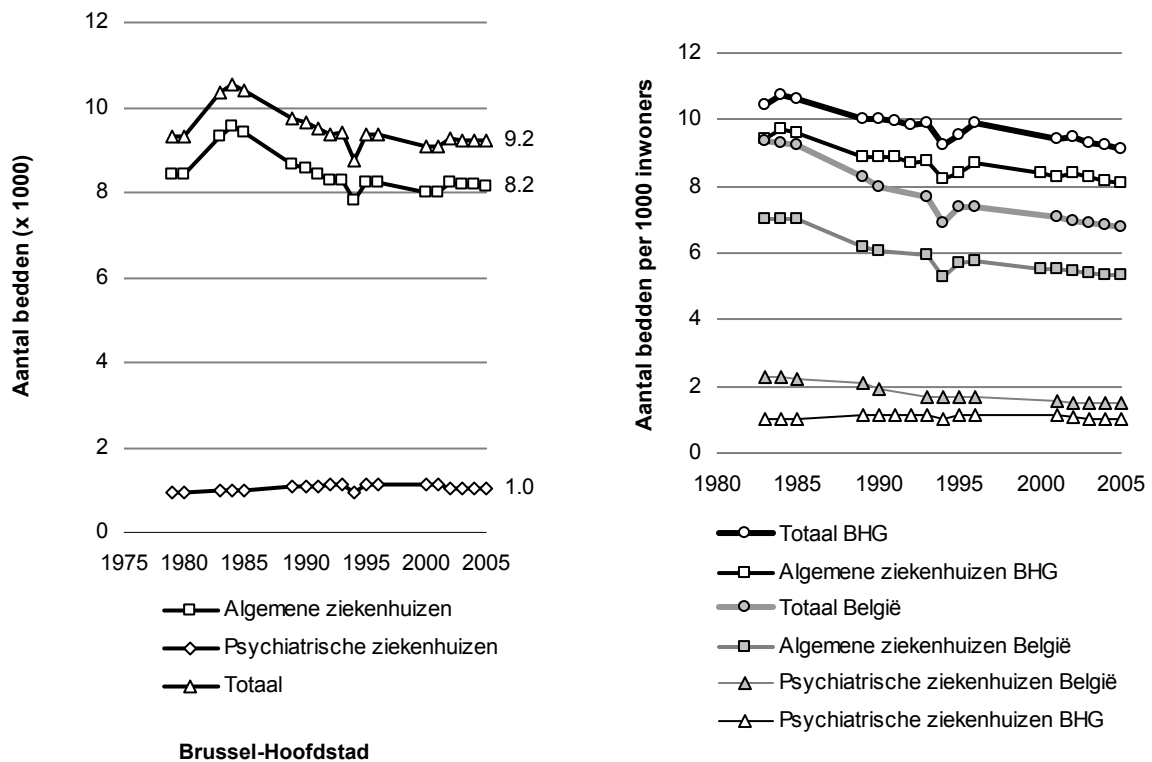 12
10
8
6
4
2
0
Aantal bedden (x 1000)
9.2
8.2
1.0
1975 1980 1985 1990 1995 2000 2005
Algemene ziekenhuizen
Psychiatrische ziekenhuizen
Totaal
Brussel-Hoofdstad
12
10
8
6
4
2
0
Aantal bedden per 1000 inwoners
1980 1985 1990 1995 2000 2005
Totaal BHG
Algemene ziekenhuizen BHG
Totaal België
Algemene ziekenhuizen België
Psychiatrische ziekenhuizen België
Psychiatrische ziekenhuizen BHG